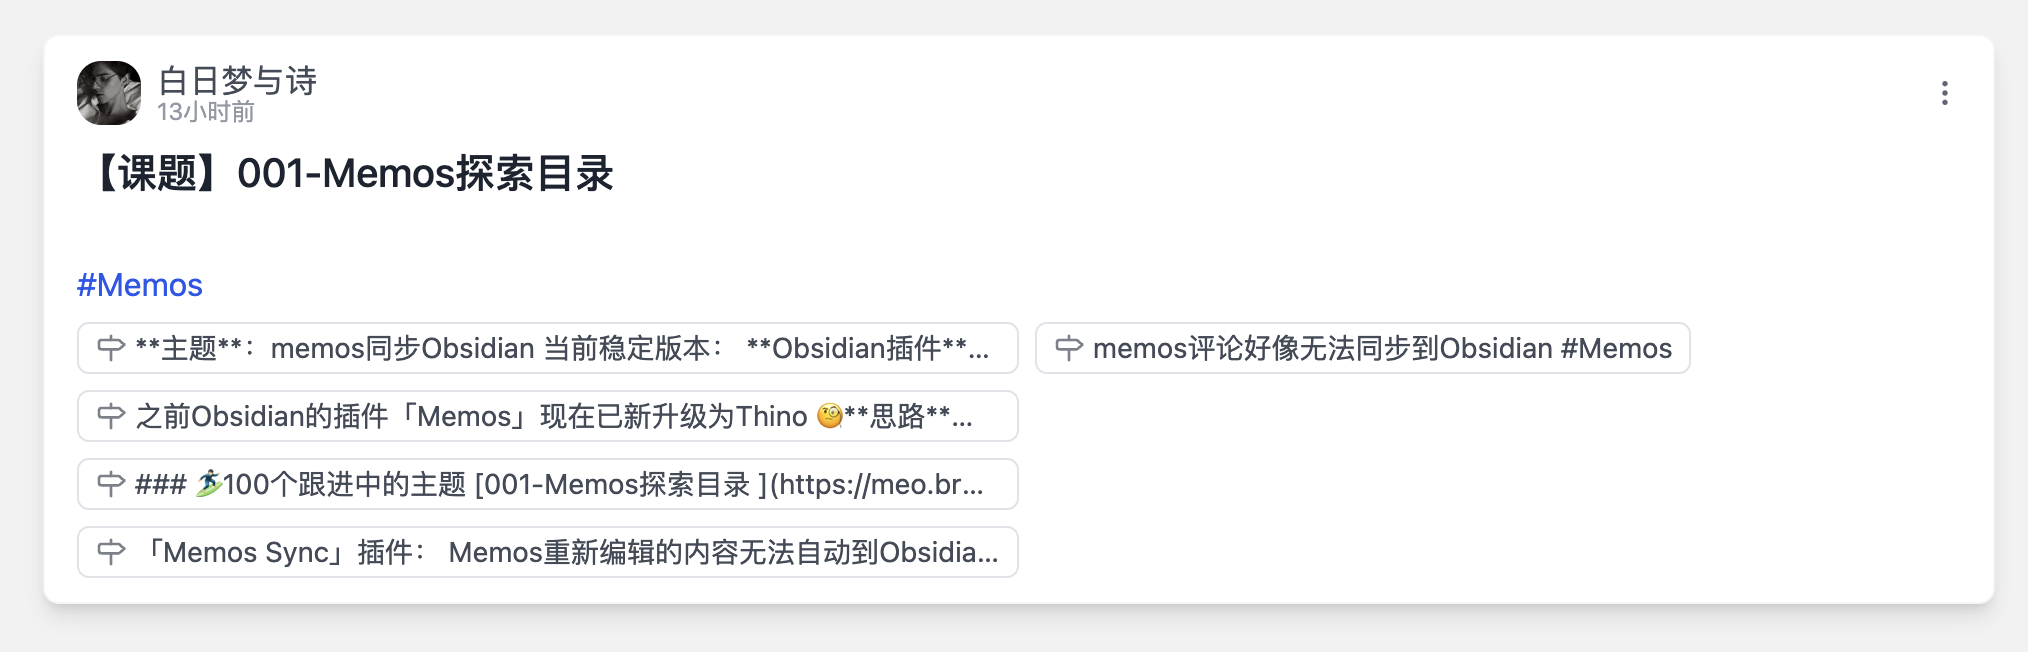 白日梦与诗
13小时前
【课题】001-Memos探索目录
#Memos
**主题**： memos同步Obsidian 当前稳定版本： **Obsidian插件**...
memos评论好像无法同步到Obsidian #Memos
之前Obsidian的插件「Memos」现在已新升级为Thino 🧐**思路**...
### 🏄100个跟进中的主题 [001-Memos探索目录 ](https://meo.br...
「Memos Sync」插件： Memos重新编辑的内容无法自动到Obsidia...